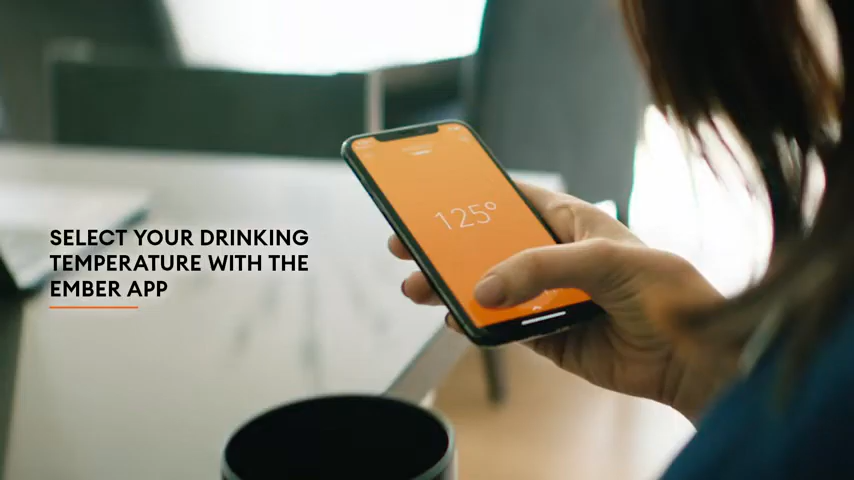 SELECT YOUR DRINKING
TEMPERATURE WITH THE
EMBER APP
125°